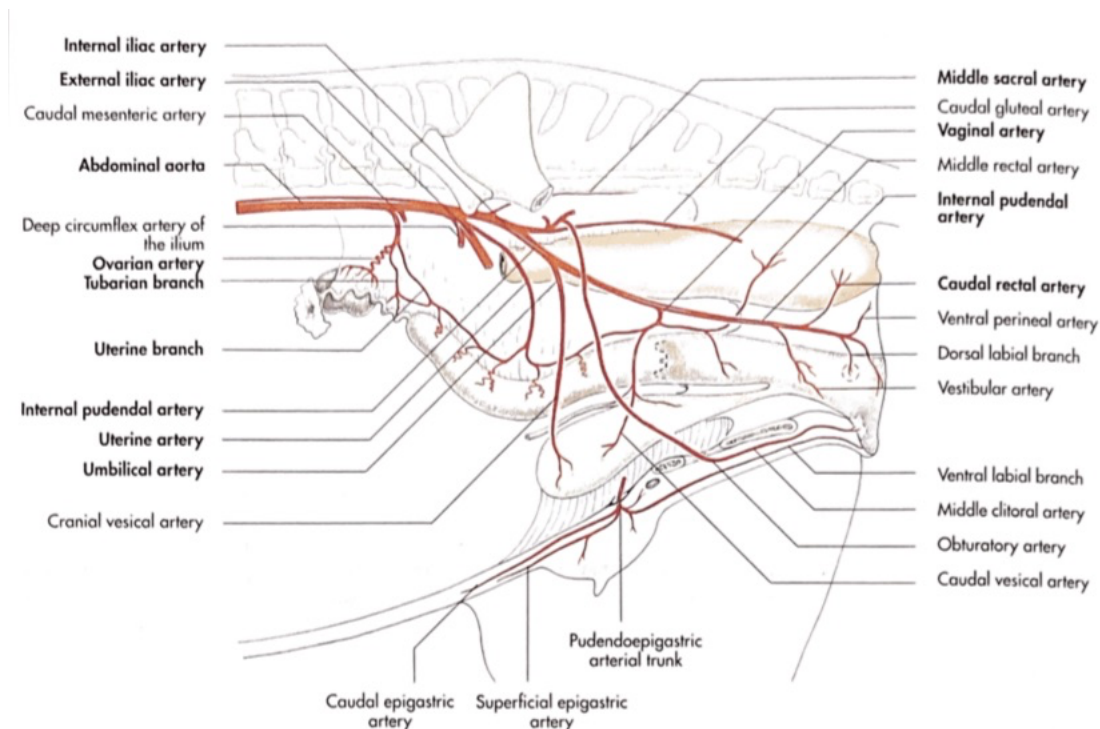 Internal iliac artery
External iliac artery
Caudal mesenteric artery
Abdominal aorta
Deep circumflex artery of
the ilium
Ovarian artery
Tubarian branch
Uterine branch
Internal pudendal artery
Uterine artery
Umbilical artery
Cranial vesical artery
Middle sacral artery
Caudal gluteal artery
Vaginal artery
Middle rectal artery
Internal pudendal
artery
Caudal rectal artery
Ventral perineal artery
Dorsal labial branch
Vestibular artery
Ventral labial branch
Middle clitoral artery
Obturatory artery
Caudal vesical artery
Pudendoepigastric
arterial trunk
Caudal epigastric
artery
Superficial epigastric
artery